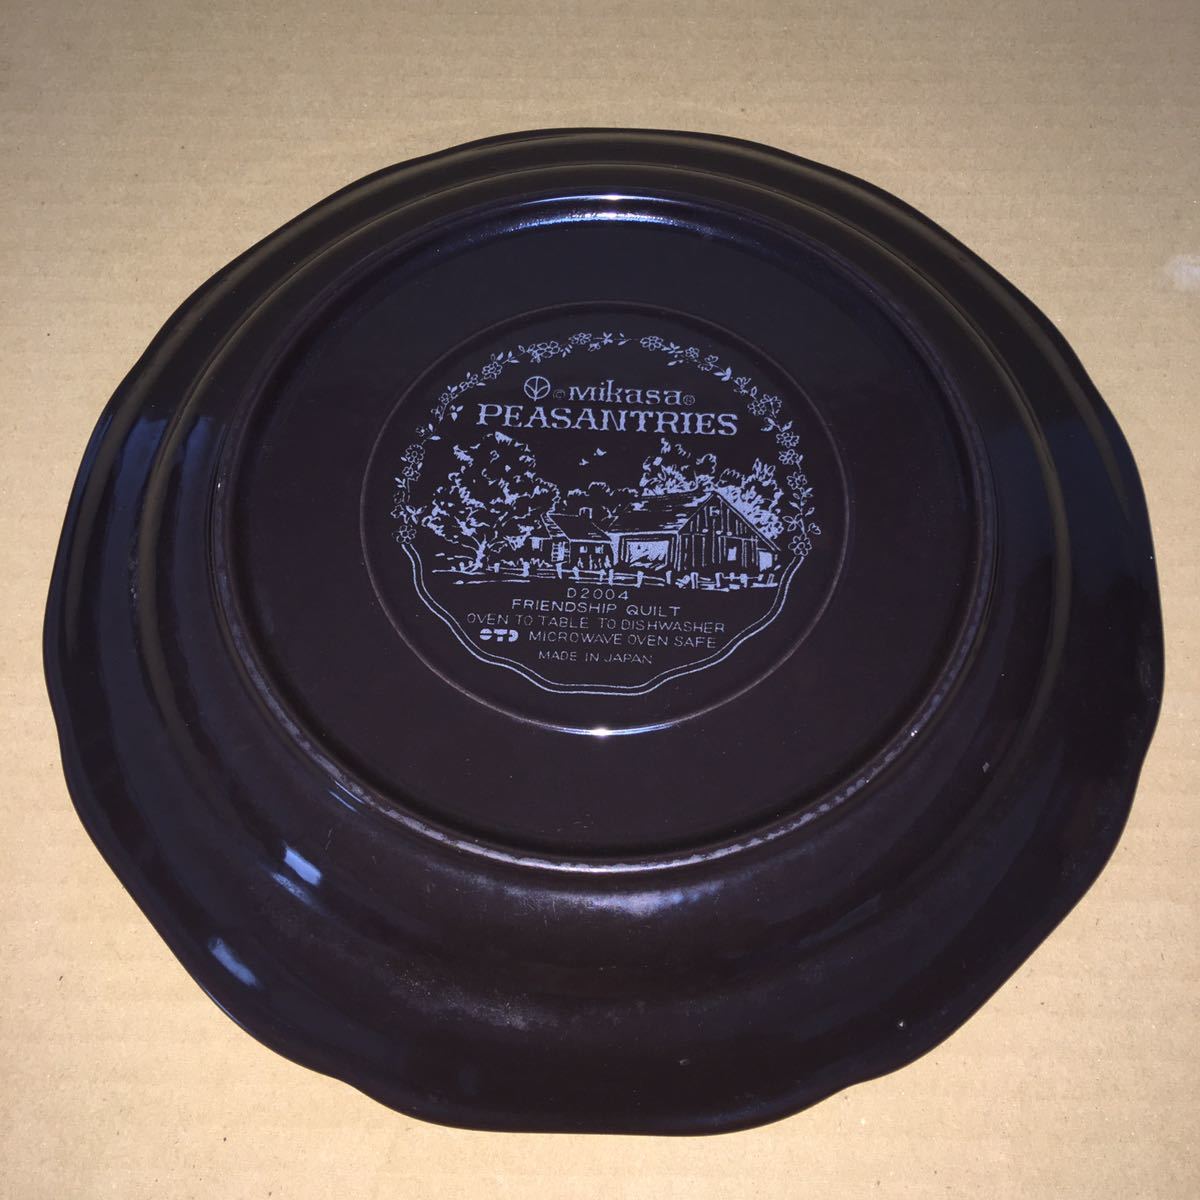 © Mikasa ®
PEASANTRIES
D2004
FRIENDSHIP QUILT
OVEN TO TABLE TO DISHWASHER
OTD MICROWAVE OVEN SAFE
MADE IN JAPAN